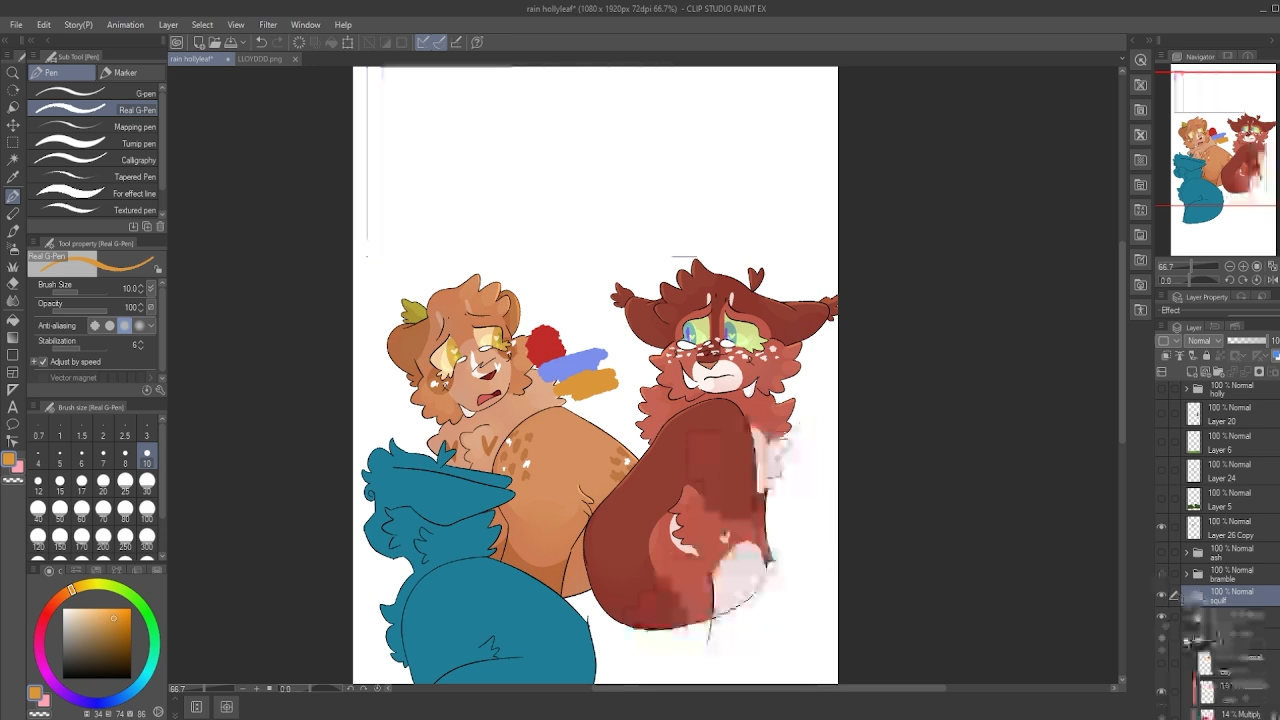 rain hollyleaf* (1080 x 1920px 72dpi 66.7%) - CLIP STUDIO PAINT EX
File Edit Story(P) Animation Layer Select View Filter Window Help
Sub Tool [Pen]
rain hollyleaf*
LLOYDDD.png
Navigator
Pen
Marker
G-pen
Real G-Pen
Mapping pen
Turnip pen
Calligraphy
Tapered Pen
For effect line
Textured pen
Tool property [Real G-Pen]
Real G-Pen
Brush Size 10.0
Opacity 100
Anti-aliasing
Stabilization 6
Adjust by speed
Vector magnet
Brush size [Real G-Pen]
0.7 1 1.5 2 2.5 3
4 5 6 7 8 10
12 15 17 20 25 30
40 50 60 70 80 100
120 150 170 200 250 300
34 74 86
66.7
0.0
66.7
0.0
Layer Property
Effect
Layer
Normal
10
100 % Normal
holly
100 % Normal
Layer 20
100 % Normal
Layer 6
100 % Normal
Layer 24
100 % Normal
Layer 5
100 % Normal
Layer 26 Copy
100 % Normal
ash
100 % Normal
bramble
100 % Normal
squilf
14 % Multiply